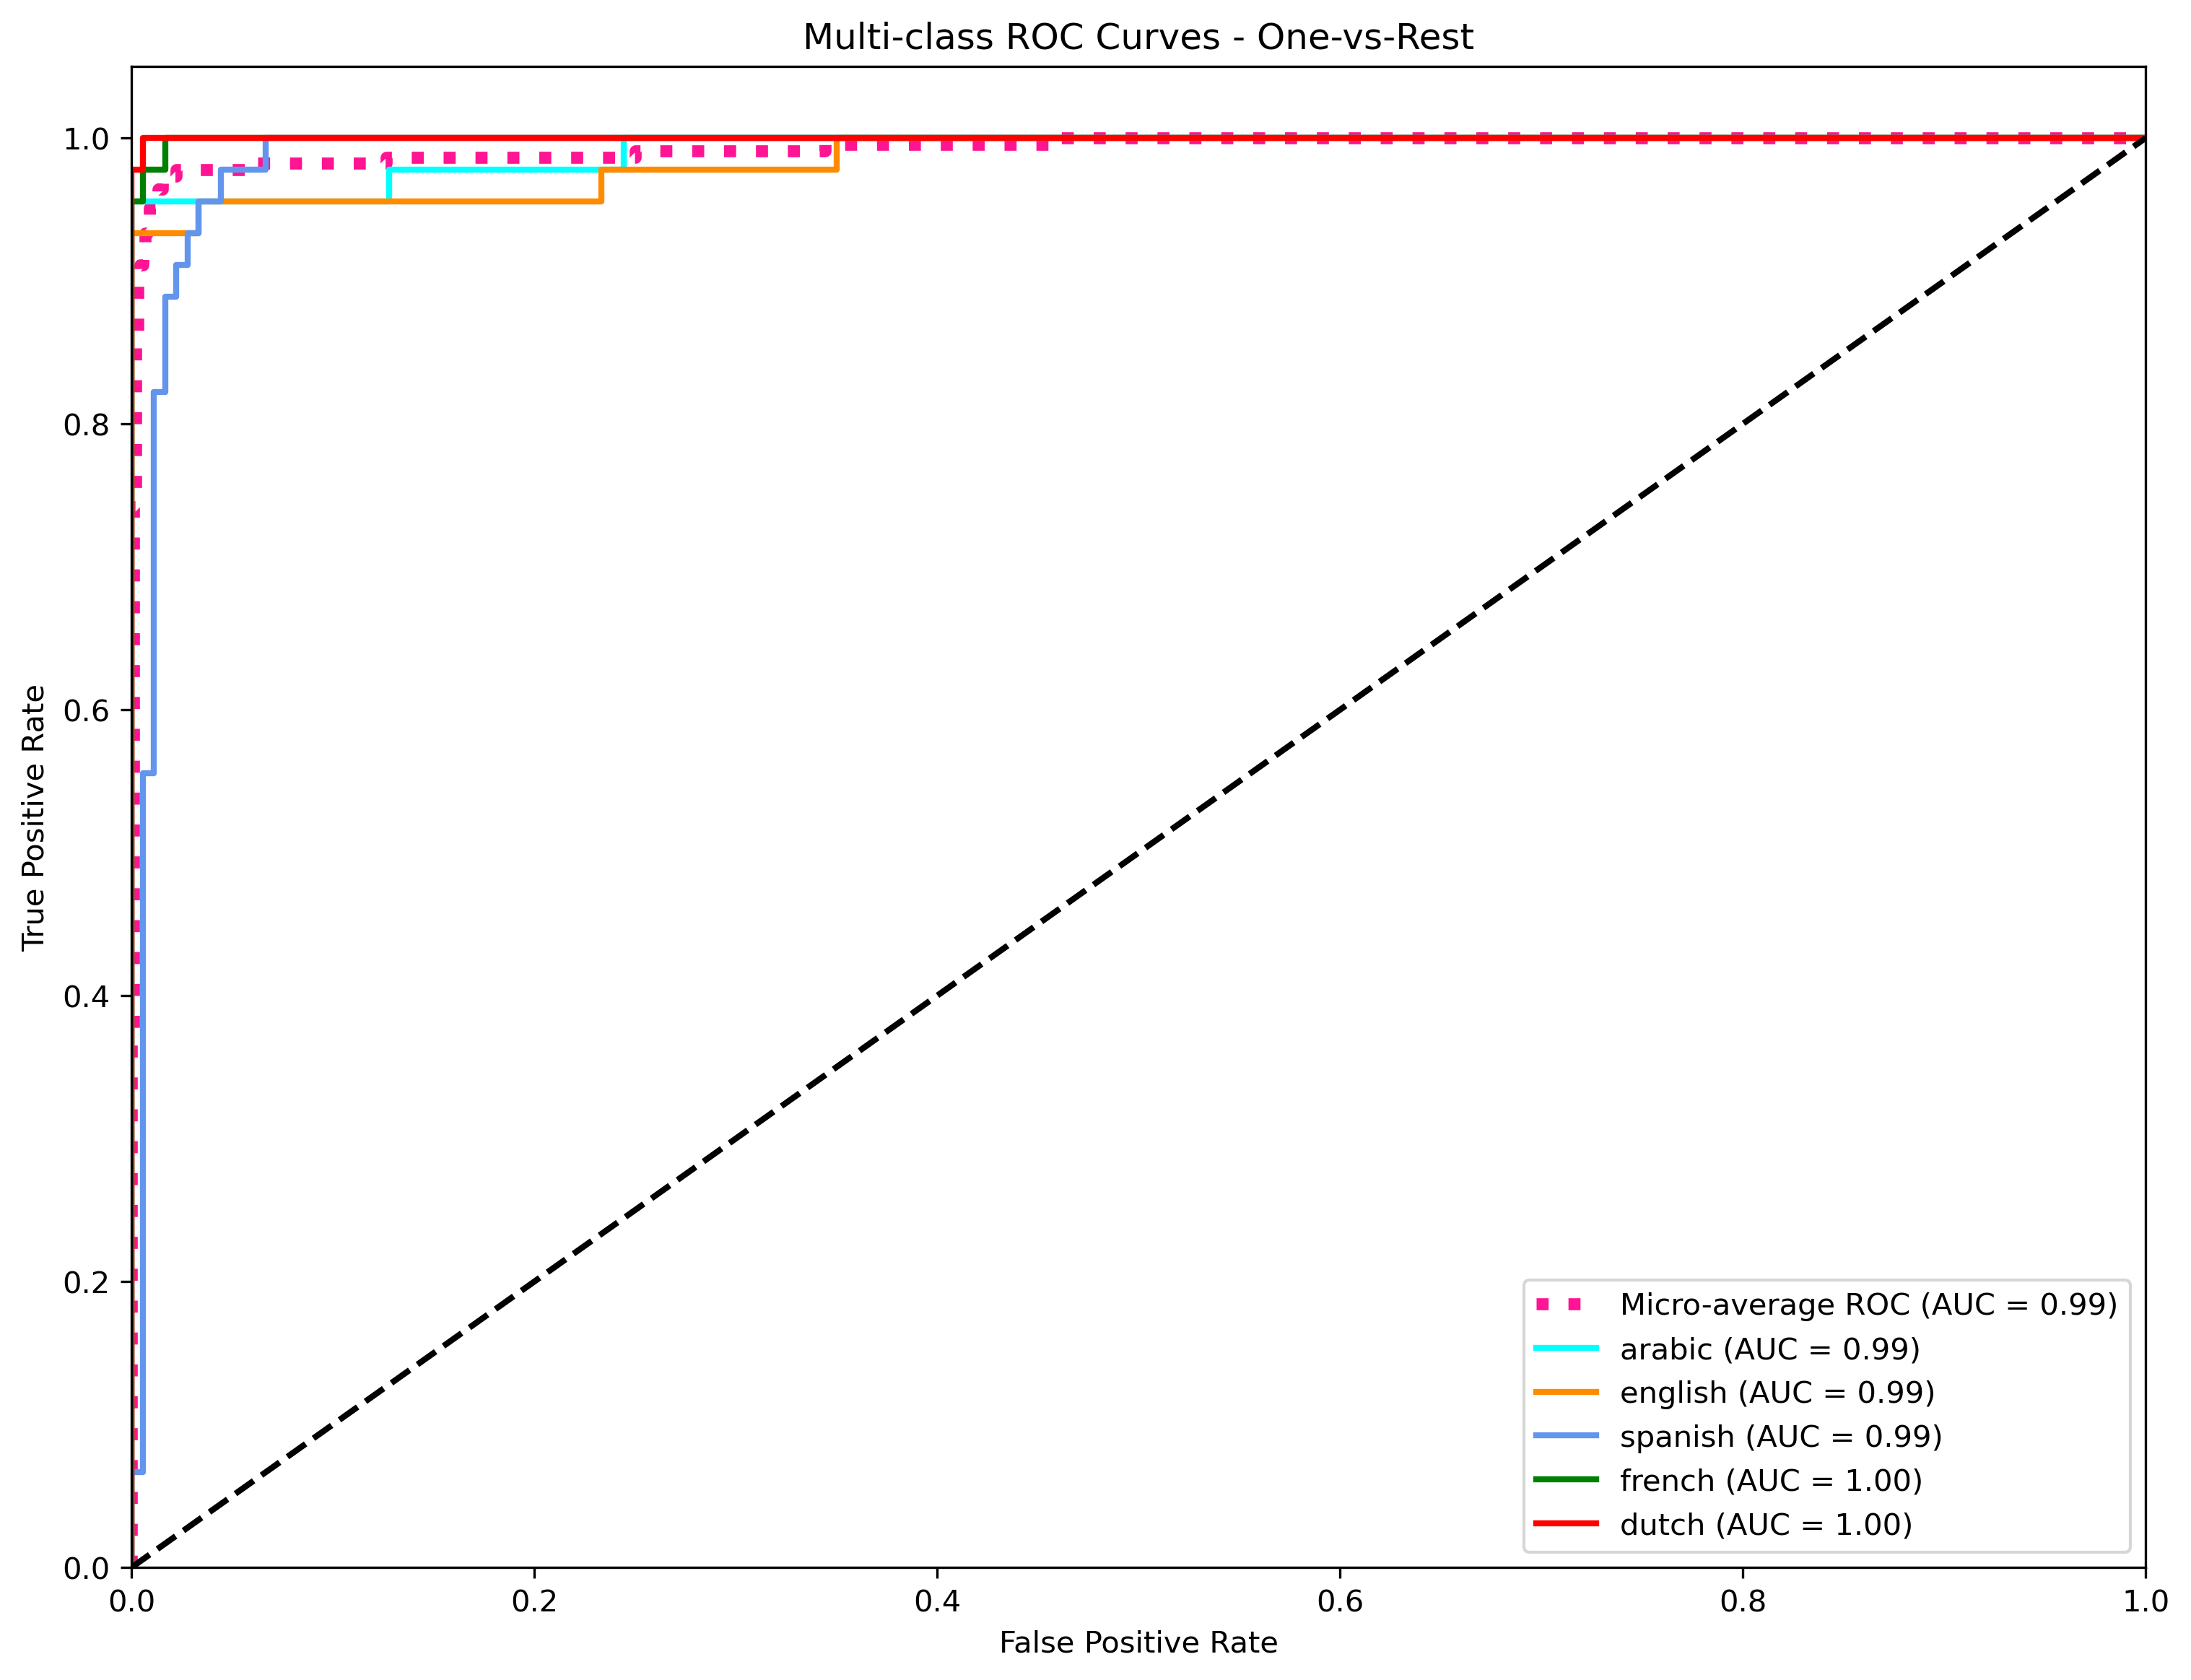 Multi-class ROC Curves - One-vs-Rest
True Positive Rate
1.0
0.8
0.6
0.4
0.2
0.0
0.0 0.2 0.4 0.6 0.8 1.0
False Positive Rate
Micro-average ROC (AUC = 0.99)
arabic (AUC = 0.99)
english (AUC = 0.99)
spanish (AUC = 0.99)
french (AUC = 1.00)
dutch (AUC = 1.00)